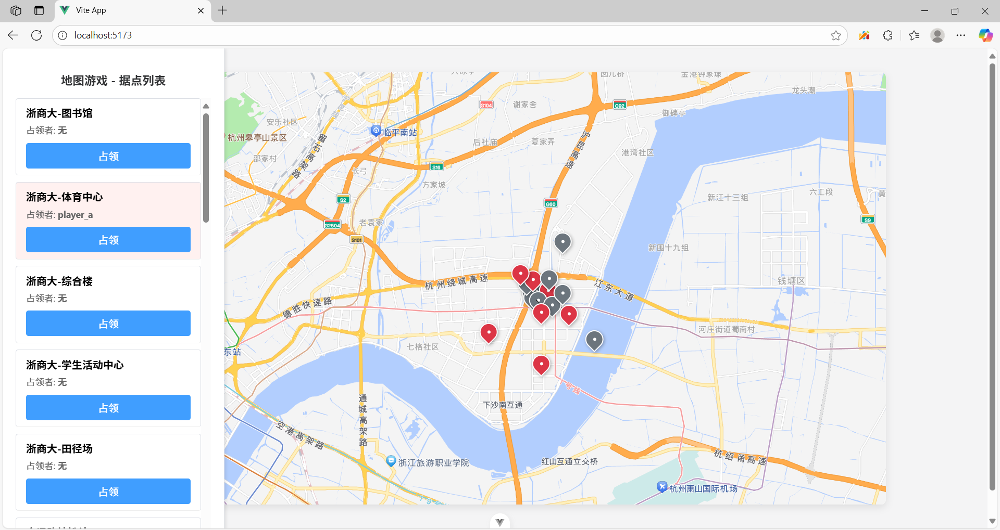 Vite App
localhost:5173
地图游戏 - 据点列表
浙商大-图书馆
占领者: 无
占领
浙商大-体育中心
占领者: player_a
占领
浙商大-综合楼
占领者: 无
占领
浙商大-学生活动中心
占领者: 无
占领
浙商大-田径场
占领者: 无
占领
金港钟家埭
龙头潮
G104
谢家舍
G92
御碑亭
安乐社区
临平南站
杭州皋亭山景区
留石高架路
后社庙
夏家弄
沪昆高速
港湾社区
邵家村
S16
长弓
方家坡
S2
G60
新江十三组
六工段
黄
G2504
老袁家
S9
S101
新围十九组
杭州绕城高速
江东大道
钱塘区
德胜快速路
河庄街道蜀南村
七格社区
东站
下沙南互通
通城高架路
空港高架路
浙江旅游职业学院
红山互通立交桥
杭绍甬高速
杭州萧山国际机场